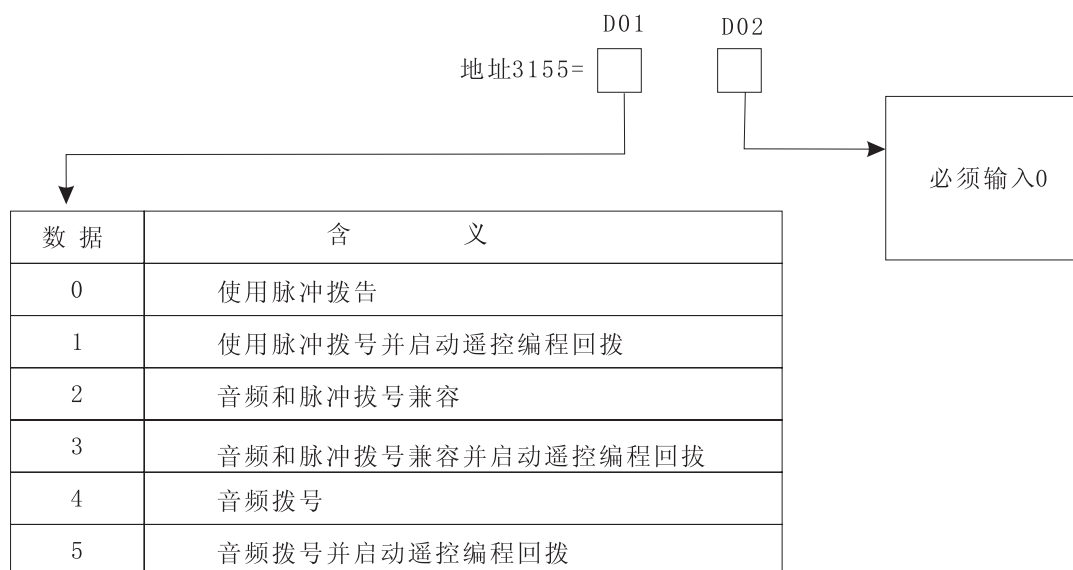 D01 D02
地址3155=
必须输入0
数 据 含 义
0 使用脉冲拨告
1 使用脉冲拨号并启动遥控编程回拨
2 音频和脉冲拔号兼容
3 音频和脉冲拨号兼容并启动遥控编程回拔
4 音频拨号
5 音频拨号并启动遥控编程回拨